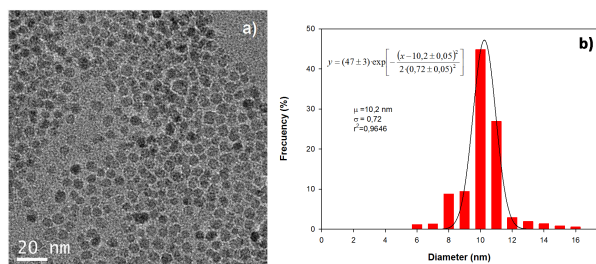 a)
20 nm
b)
y = (47 ± 3)·exp[− (x−10,2 ± 0,05)² / 2·(0,72 ± 0,05)²]
μ =10,2 nm
σ = 0,72
r²=0,9646
Frecuency (%)
50
40
30
20
10
0
0 2 4 6 8 10 12 14 16
Diameter (nm)